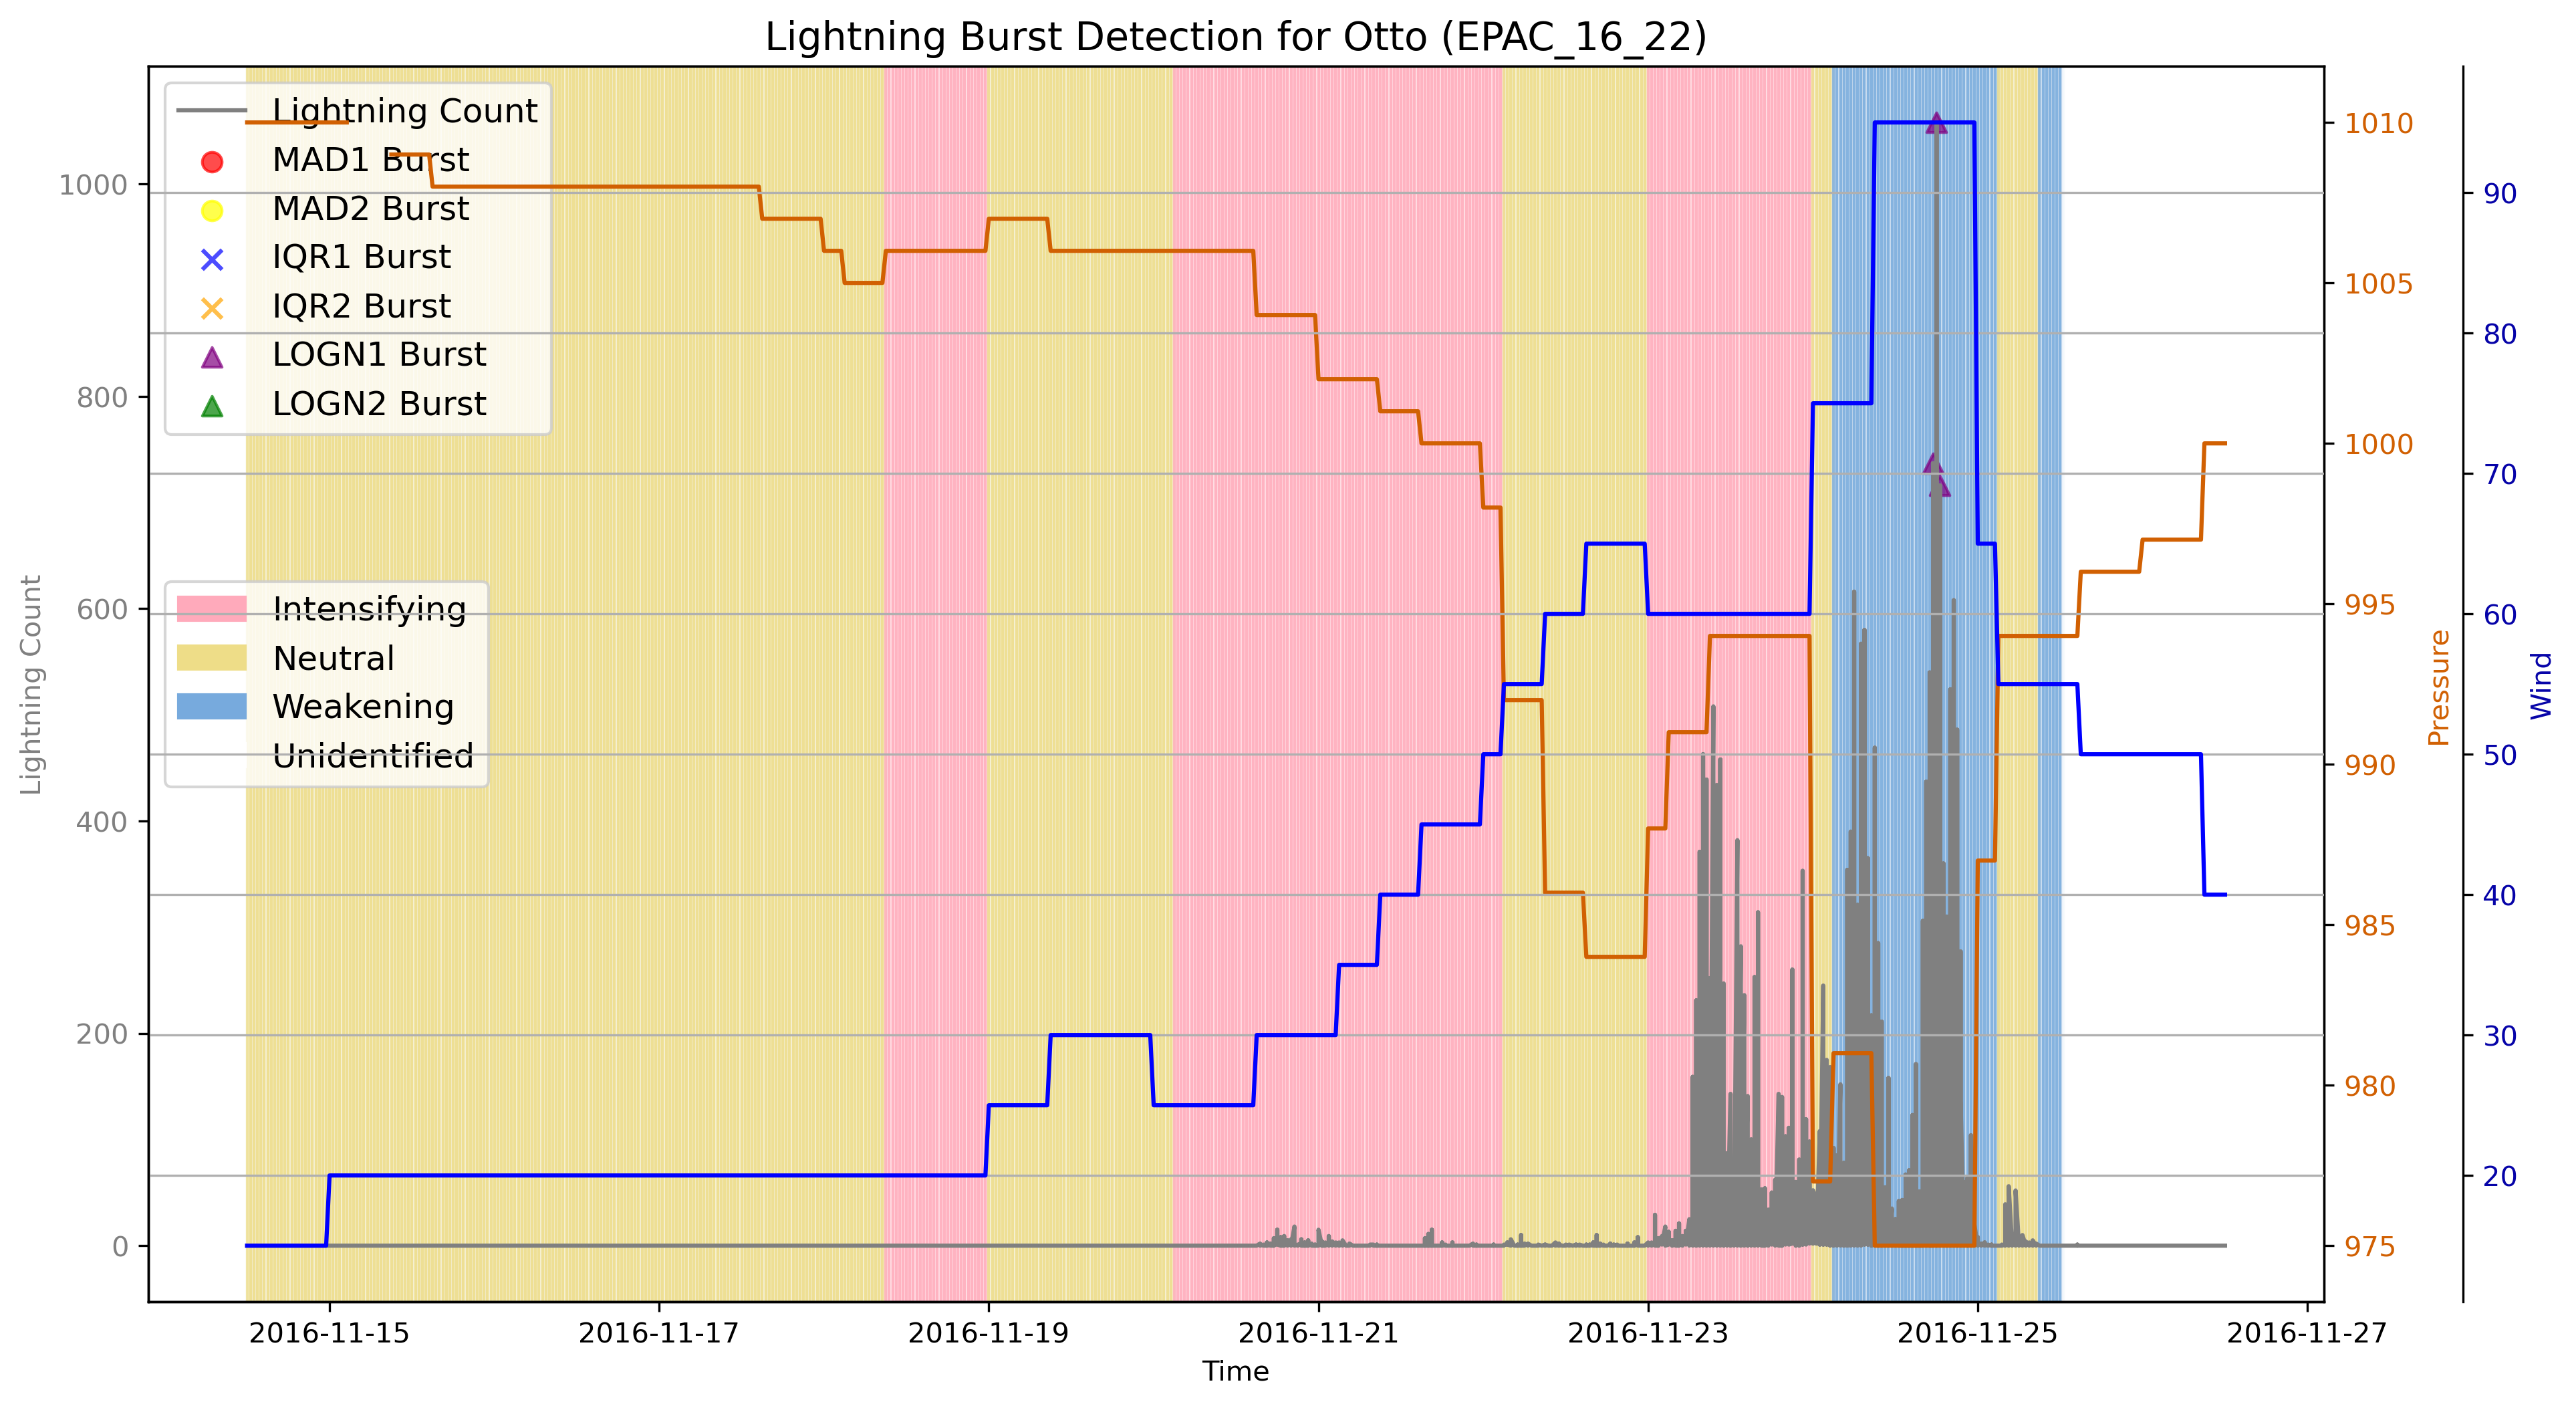 Lightning Burst Detection for Otto (EPAC_16_22)
Lightning Count
MAD1 Burst
MAD2 Burst
IQR1 Burst
IQR2 Burst
LOGN1 Burst
LOGN2 Burst
Intensifying
Neutral
Weakening
Unidentified
Lightning Count
1000
800
600
400
200
0
1010
1005
1000
995
990
985
980
975
Pressure
90
80
70
60
50
40
30
20
Wind
2016-11-15
2016-11-17
2016-11-19
2016-11-21
2016-11-23
2016-11-25
2016-11-27
Time